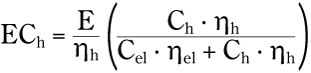 EC_h = E/η_h ( C_h · η_h / C_el · η_el + C_h · η_h )